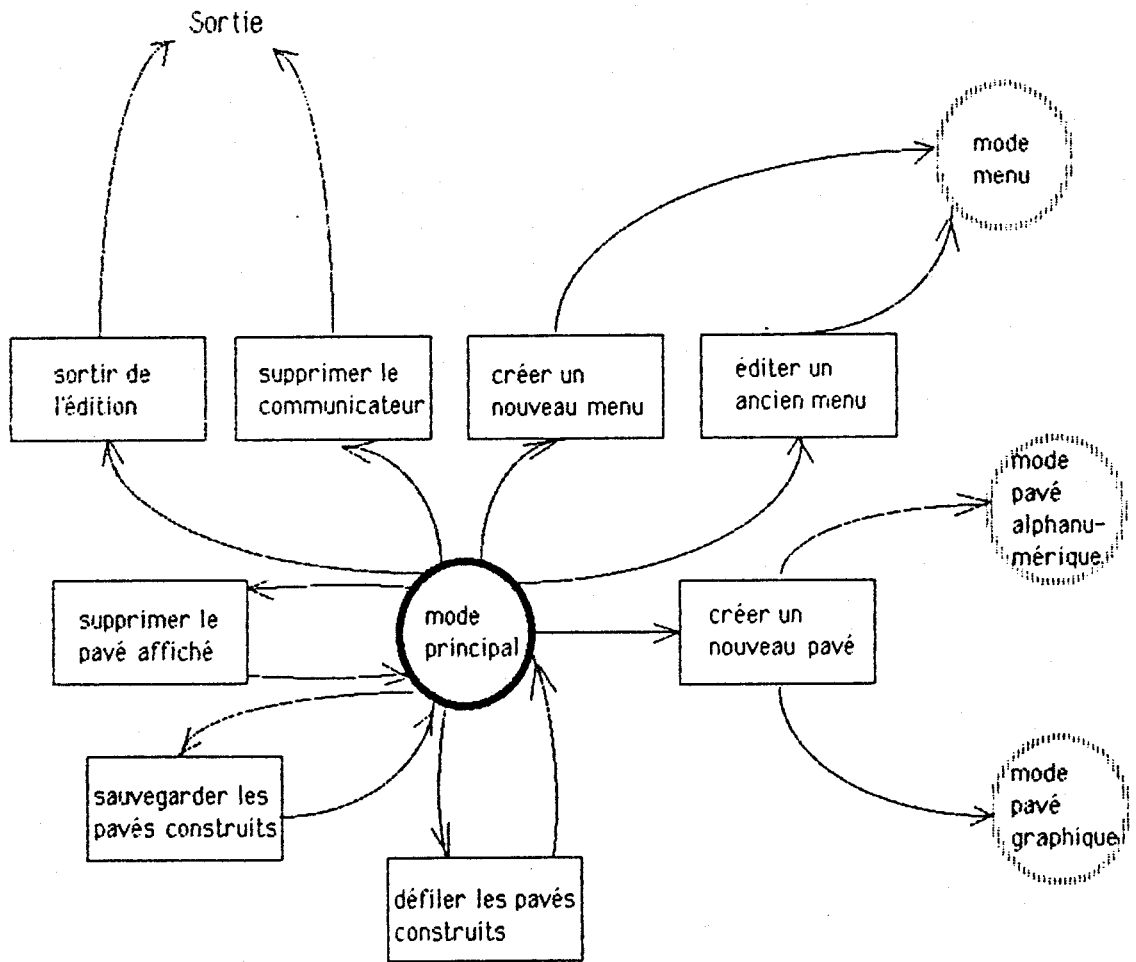 Sortie
mode
menu
sortir de
l'édition
supprimer le
communicateur
créer un
nouveau menu
éditer un
ancien menu
mode
pavé
alphanu-
mérique
supprimer le
pavé affiché
mode
principal
créer un
nouveau pavé
sauvegarder les
pavés construits
mode
pavé
graphique
défiler les pavés
construits